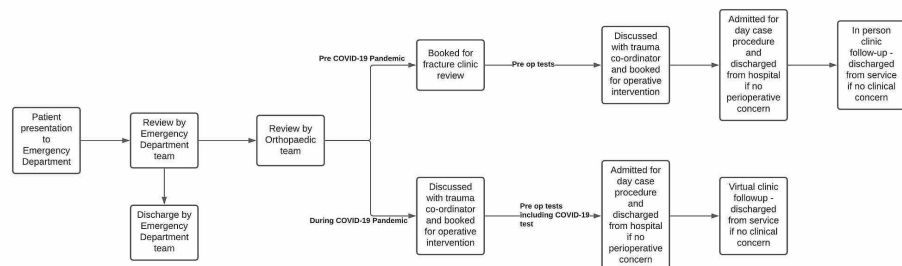 Patient
presentation
to
Emergency
Department
Review by
Emergency
Department
team
Discharge by
Emergency
Department
team
Review by
Orthopaedic
team
Pre COVID-19 Pandemic
Booked for
fracture clinic
review
Pre op tests
Discussed
with trauma
co-ordinator
and booked
for operative
intervention
Admitted for
day case
procedure
and
discharged
from hospital
if no
perioperative
concern
In person
clinic
follow-up -
discharged
from service
if no clinical
concern
During COVID-19 Pandemic
Discussed
with trauma
co-ordinator
and booked
for operative
intervention
Pre op tests
including COVID-19
test
Admitted for
day case
procedure
and
discharged
from hospital
if no
perioperative
concern
Virtual clinic
followup -
discharged
from service
if no clinical
concern